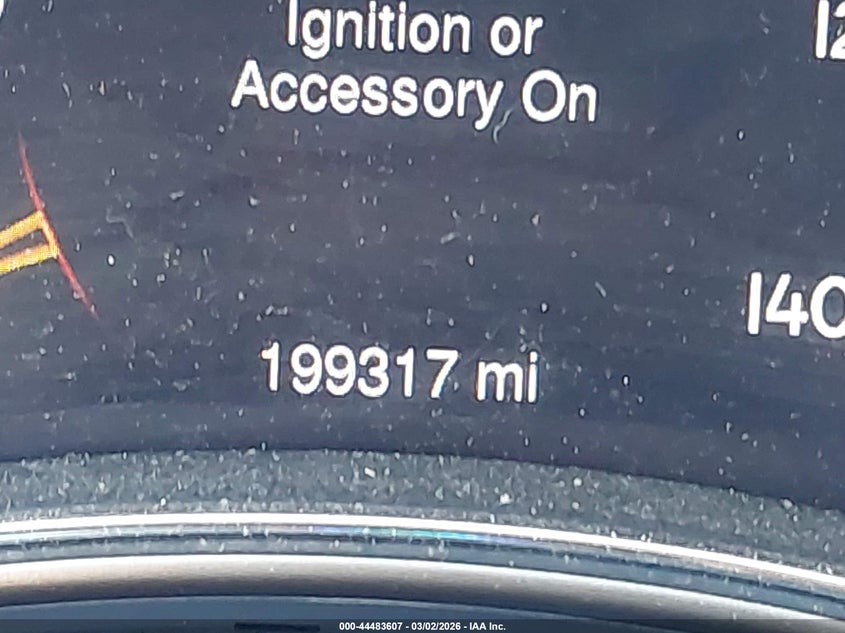 Ignition or
Accessory On
140
199317 mi
000-44483607 - 03/02/2026 - IAA Inc.